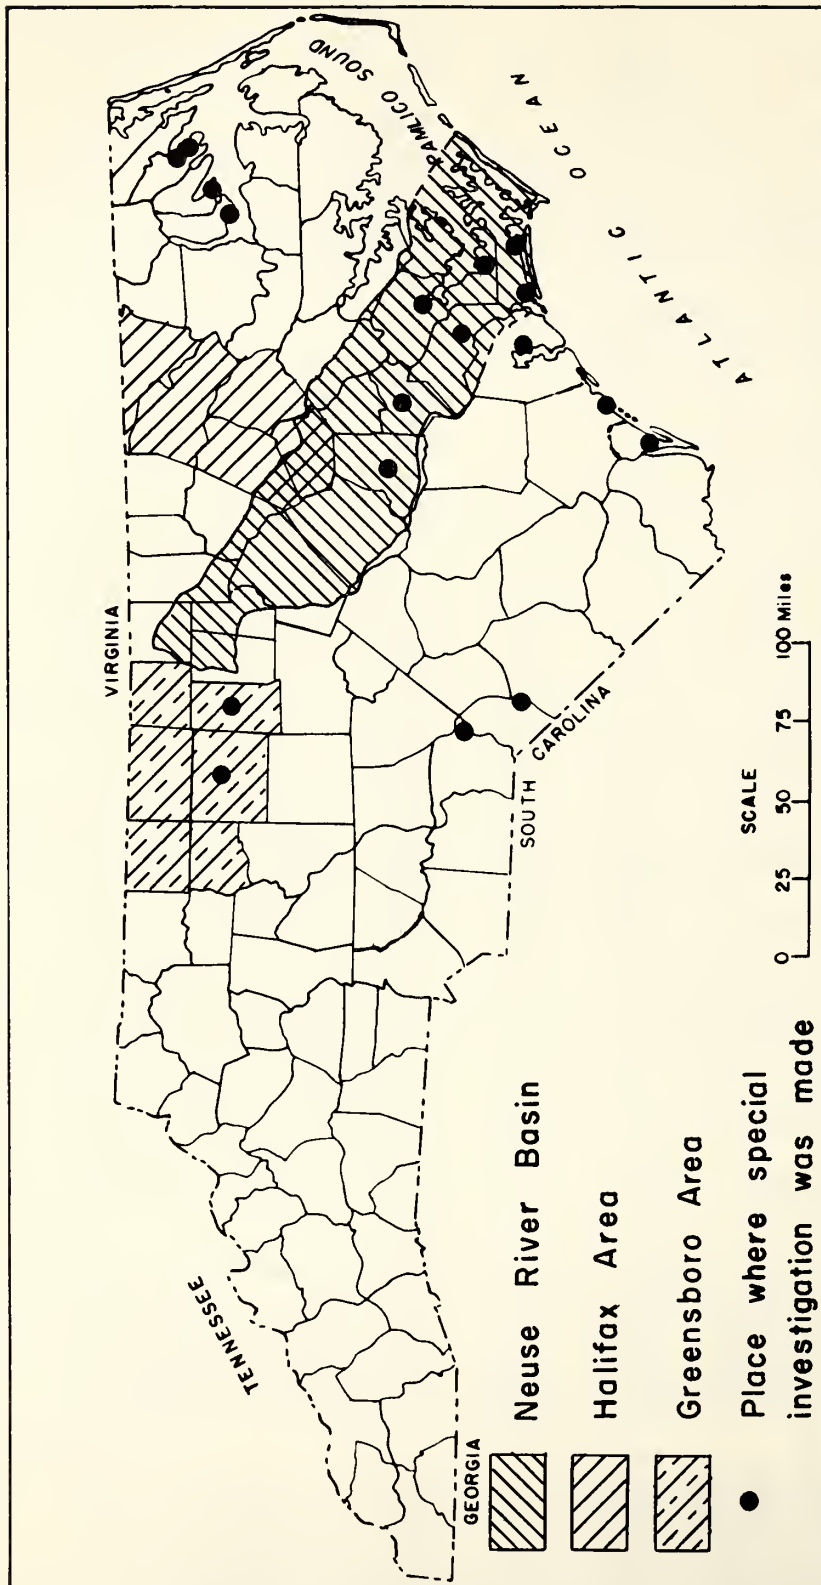 VIRGINIA
TENNESSEE
PAMLICO SOUND
ATLANTIC OCEAN
GEORGIA
SOUTH CAROLINA
SCALE
0 25 50 75 100 Miles
Neuse River Basin
Halifax Area
Greensboro Area
Place where special
investigation was made